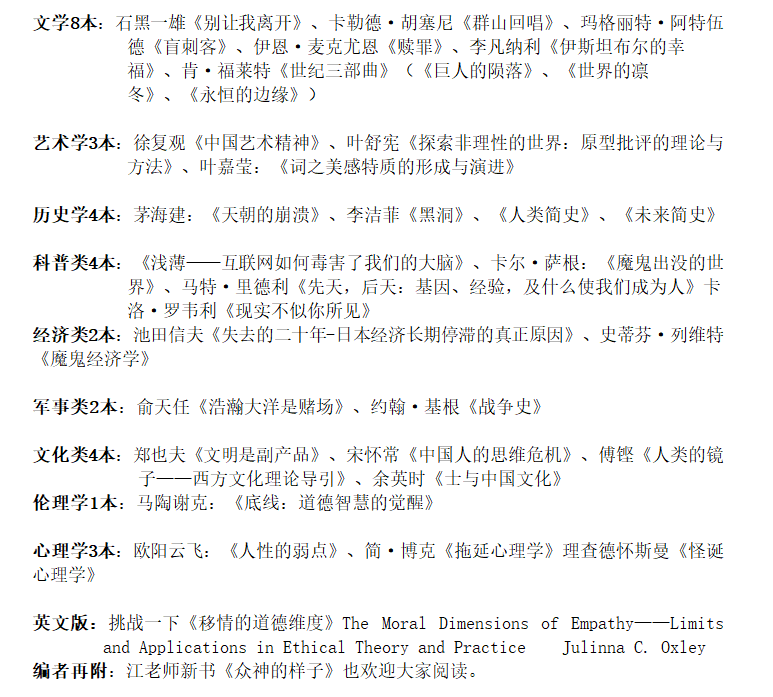 文学8本：石黑一雄《别让我离开》、卡勒德·胡塞尼《群山回唱》、玛格丽特·阿特伍
德《盲刺客》、伊恩·麦克尤恩《赎罪》、李凡纳利《伊斯坦布尔的幸
福》、肯·福莱特《世纪三部曲》（《巨人的陨落》、《世界的凛
冬》、《永恒的边缘》）
艺术学3本：徐复观《中国艺术精神》、叶舒宪《探索非理性的世界：原型批评的理论与
方法》、叶嘉莹：《词之美感特质的形成与演进》
历史学4本：茅海建：《天朝的崩溃》、李洁菲《黑洞》、《人类简史》、《未来简史》
科普类4本：《浅薄——互联网如何毒害了我们的大脑》、卡尔·萨根：《魔鬼出没的世
界》、马特·里德利《先天，后天：基因、经验，及什么使我们成为人》卡
洛·罗韦利《现实不似你所见》
经济类2本：池田信夫《失去的二十年-日本经济长期停滞的真正原因》、史蒂芬·列维特
《魔鬼经济学》
军事类2本：俞天任《浩瀚大洋是赌场》、约翰·基根《战争史》
文化类4本：郑也夫《文明是副产品》、宋怀常《中国人的思维危机》、傅铿《人类的镜
子——西方文化理论导引》、余英时《士与中国文化》
伦理学1本：马陶谢克：《底线：道德智慧的觉醒》
心理学3本：欧阳云飞：《人性的弱点》、简·博克《拖延心理学》理查德怀斯曼《怪诞
心理学》
英文版：挑战一下《移情的道德维度》The Moral Dimensions of Empathy——Limits
and Applications in Ethical Theory and Practice Julinna C. Oxley
编者再附：江老师新书《众神的样子》也欢迎大家阅读。